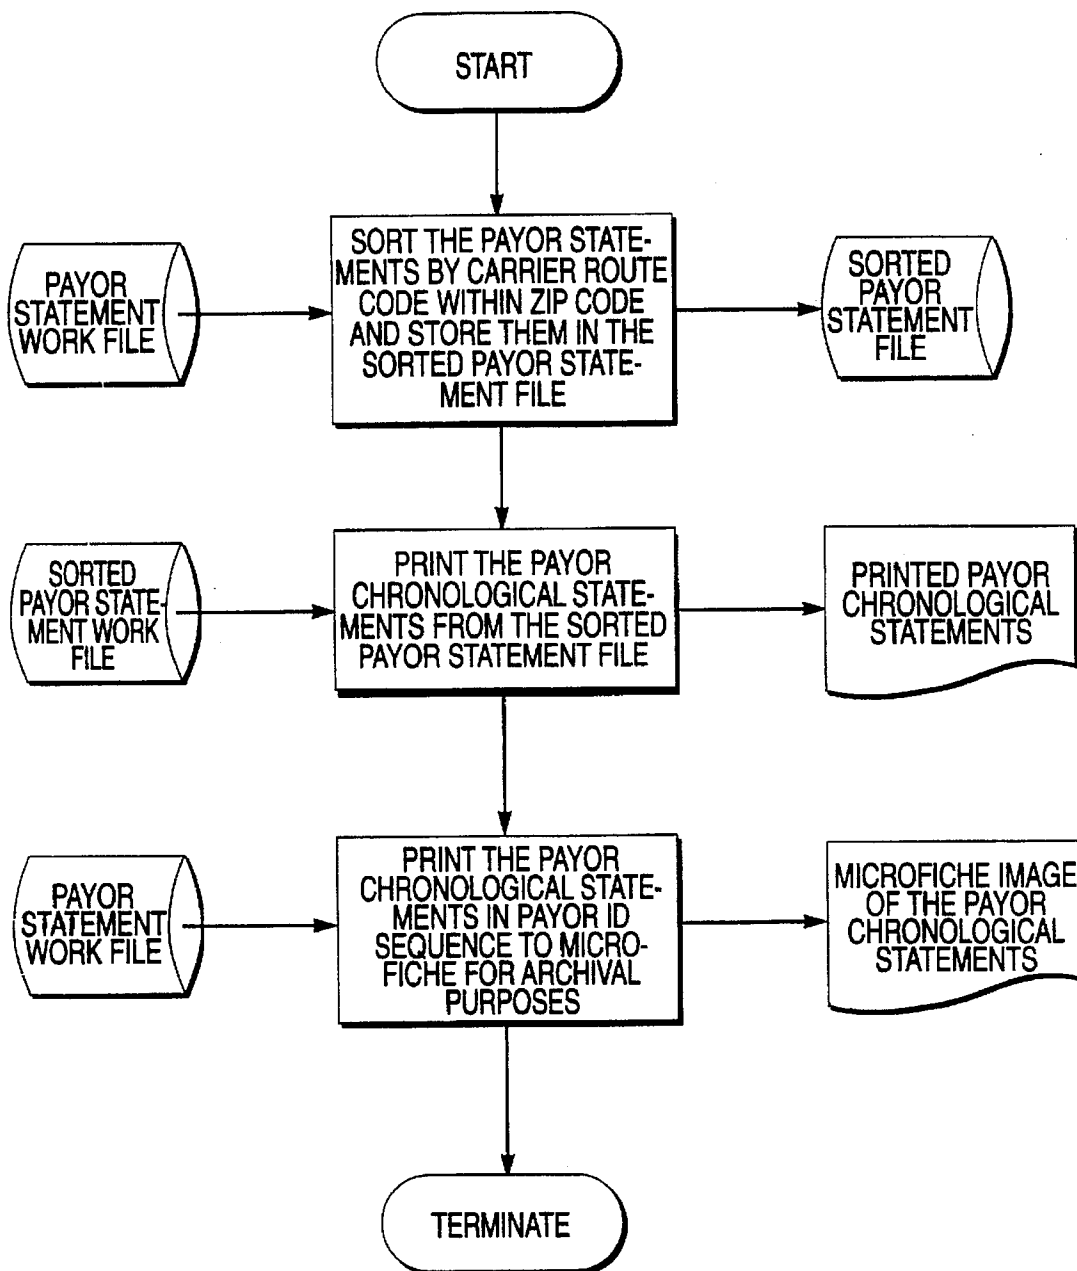 START
PAYOR
STATEMENT
WORK FILE
SORT THE PAYOR STATE-
MENTS BY CARRIER ROUTE
CODE WITHIN ZIP CODE
AND STORE THEM IN THE
SORTED PAYOR STATE-
MENT FILE
SORTED
PAYOR
STATEMENT
FILE
SORTED
PAYOR STATE-
MENT WORK
FILE
PRINT THE PAYOR
CHRONOLOGICAL STATE-
MENTS FROM THE SORTED
PAYOR STATEMENT FILE
PRINTED PAYOR
CHRONOLOGICAL
STATEMENTS
PAYOR
STATEMENT
WORK FILE
PRINT THE PAYOR
CHRONOLOGICAL STATE-
MENTS IN PAYOR ID
SEQUENCE TO MICRO-
FICHE FOR ARCHIVAL
PURPOSES
MICROFICHE IMAGE
OF THE PAYOR
CHRONOLOGICAL
STATEMENTS
TERMINATE